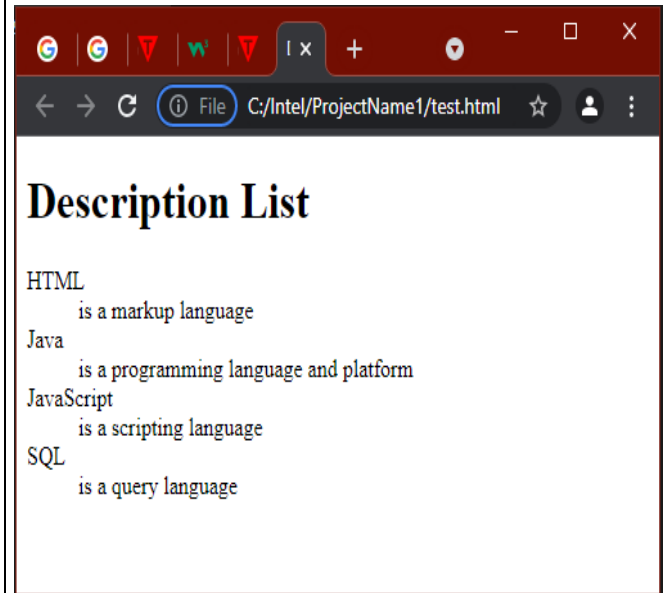 File C:/Intel/ProjectName1/test.html
Description List
HTML
is a markup language
Java
is a programming language and platform
JavaScript
is a scripting language
SQL
is a query language